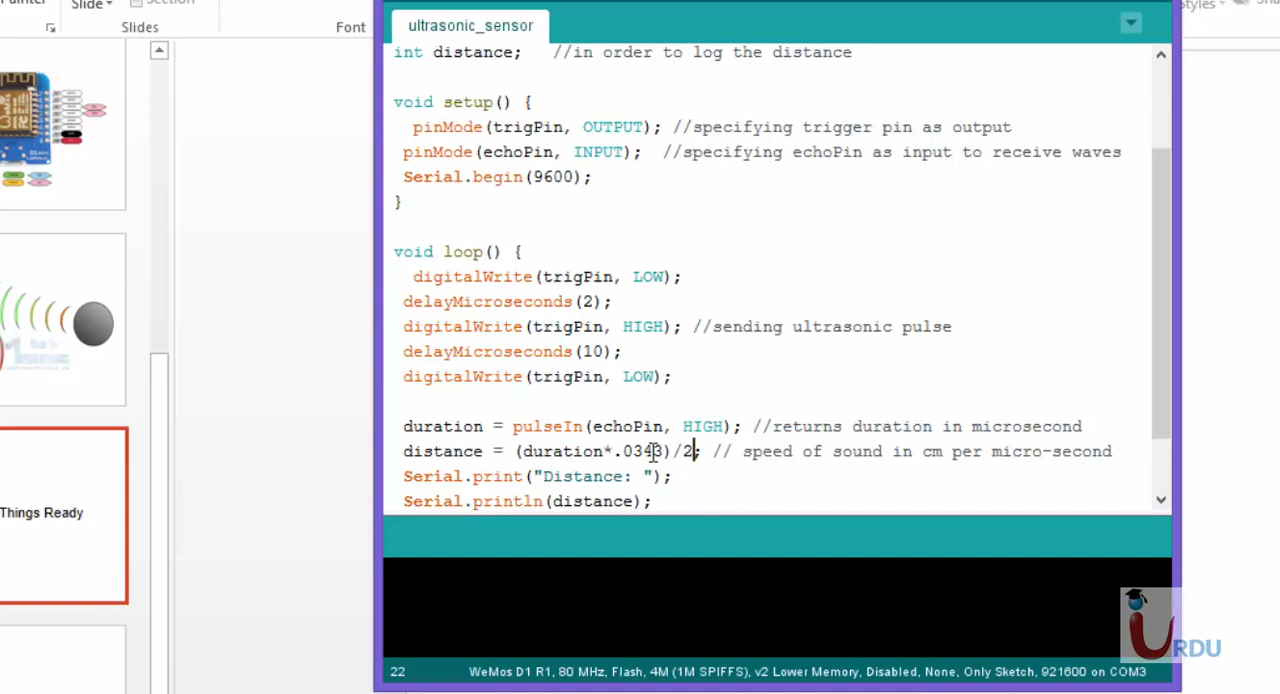 Slide
Section
Styles
Slides
Font
ultrasonic_sensor
int distance;   //in order to log the distance
void setup() {
pinMode(trigPin, OUTPUT); //specifying trigger pin as output
pinMode(echoPin, INPUT);  //specifying echoPin as input to receive waves
Serial.begin(9600);
}
void loop() {
digitalWrite(trigPin, LOW);
delayMicroseconds(2);
digitalWrite(trigPin, HIGH); //sending ultrasonic pulse
delayMicroseconds(10);
digitalWrite(trigPin, LOW);
duration = pulseIn(echoPin, HIGH); //returns duration in microsecond
distance = (duration*.0343)/2; // speed of sound in cm per micro-second
Serial.print("Distance: ");
Serial.println(distance);
Things Ready
URDU
22
WeMos D1 R1, 80 MHz, Flash, 4M (1M SPIFFS), v2 Lower Memory, Disabled, None, Only Sketch, 921600 on COM3